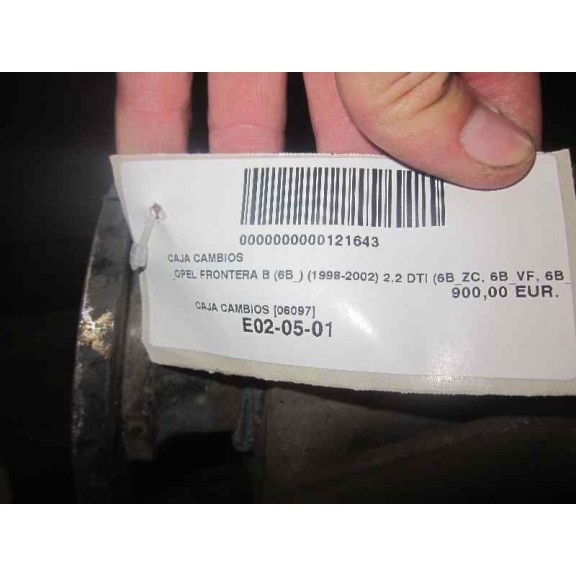 0000000000121643
CAJA CAMBIOS
OPEL FRONTERA B (6B_) (1998-2002) 2.2 DTI (6B_ZC, 6B_VF, 6B_
900,00 EUR.
CAJA CAMBIOS [06097]
E02-05-01